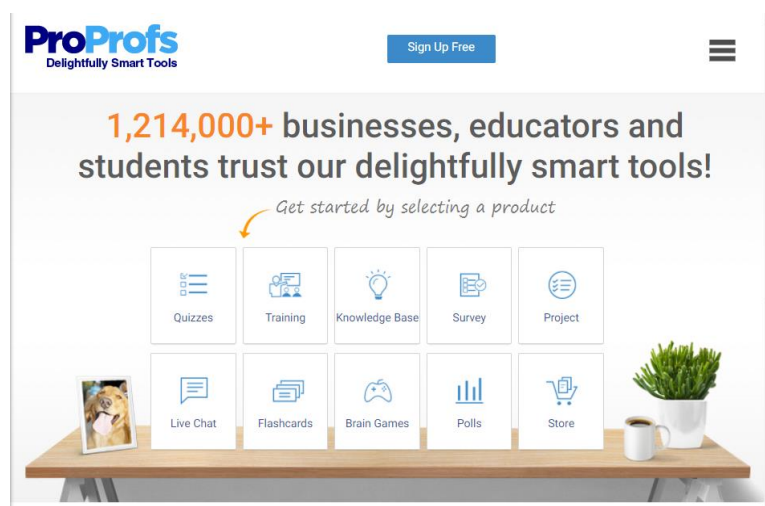 ProProfs
Delightfully Smart Tools
Sign Up Free
1,214,000+ businesses, educators and
students trust our delightfully smart tools!
Get started by selecting a product
Quizzes
Training
Knowledge Base
Survey
Project
Live Chat
Flashcards
Brain Games
Polls
Store